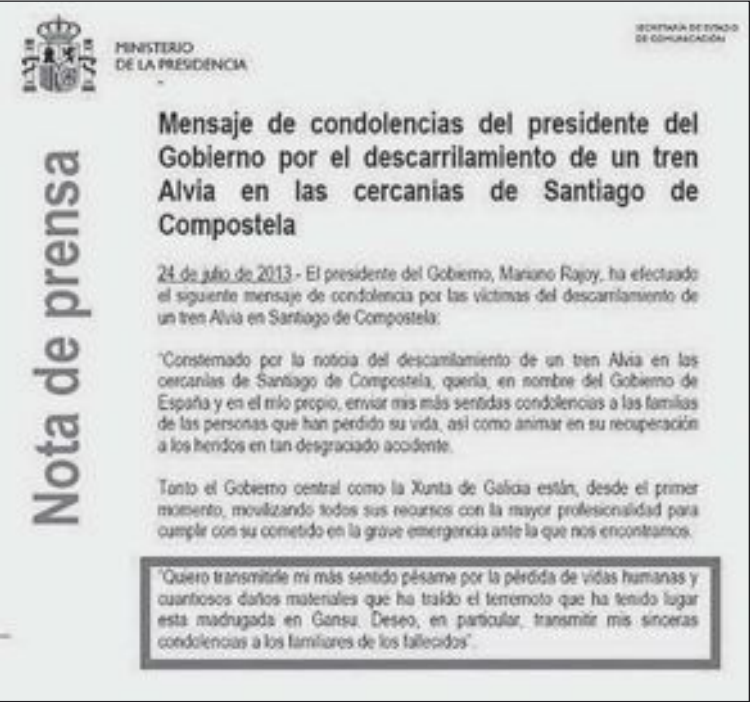 MINISTERIO
DE LA PRESIDENCIA
SECRETARÍA DE ESTADO
DE COMUNICACIÓN
Nota de prensa
Mensaje de condolencias del presidente del
Gobierno por el descarrilamiento de un tren
Alvia en las cercanias de Santiago de
Compostela
24 de julio de 2013.- El presidente del Gobierno, Mariano Rajoy, ha efectuado
el siguiente mensaje de condolencia por las víctimas del descarrilamiento de
un tren Alvia en Santiago de Compostela:
"Consternado por la noticia del descarrilamiento de un tren Alvia en las
cercanías de Santiago de Compostela, quería, en nombre del Gobierno de
España y en el mío propio, enviar mis más sentidas condolencias a las familias
de las personas que han perdido su vida, así como animar en su recuperación
a los heridos en tan desgraciado accidente.
Tanto el Gobierno central como la Xunta de Galicia están, desde el primer
momento, movilizando todos sus recursos con la mayor profesionalidad para
cumplir con su cometido en la grave emergencia ante la que nos encontramos.
"Quiero transmitirle mi más sentido pésame por la pérdida de vidas humanas y
cuantiosos daños materiales que ha traído el terremoto que ha tenido lugar
esta madrugada en Gansu. Deseo, en particular, transmitir mis sinceras
condolencias a los familiares de los fallecidos".